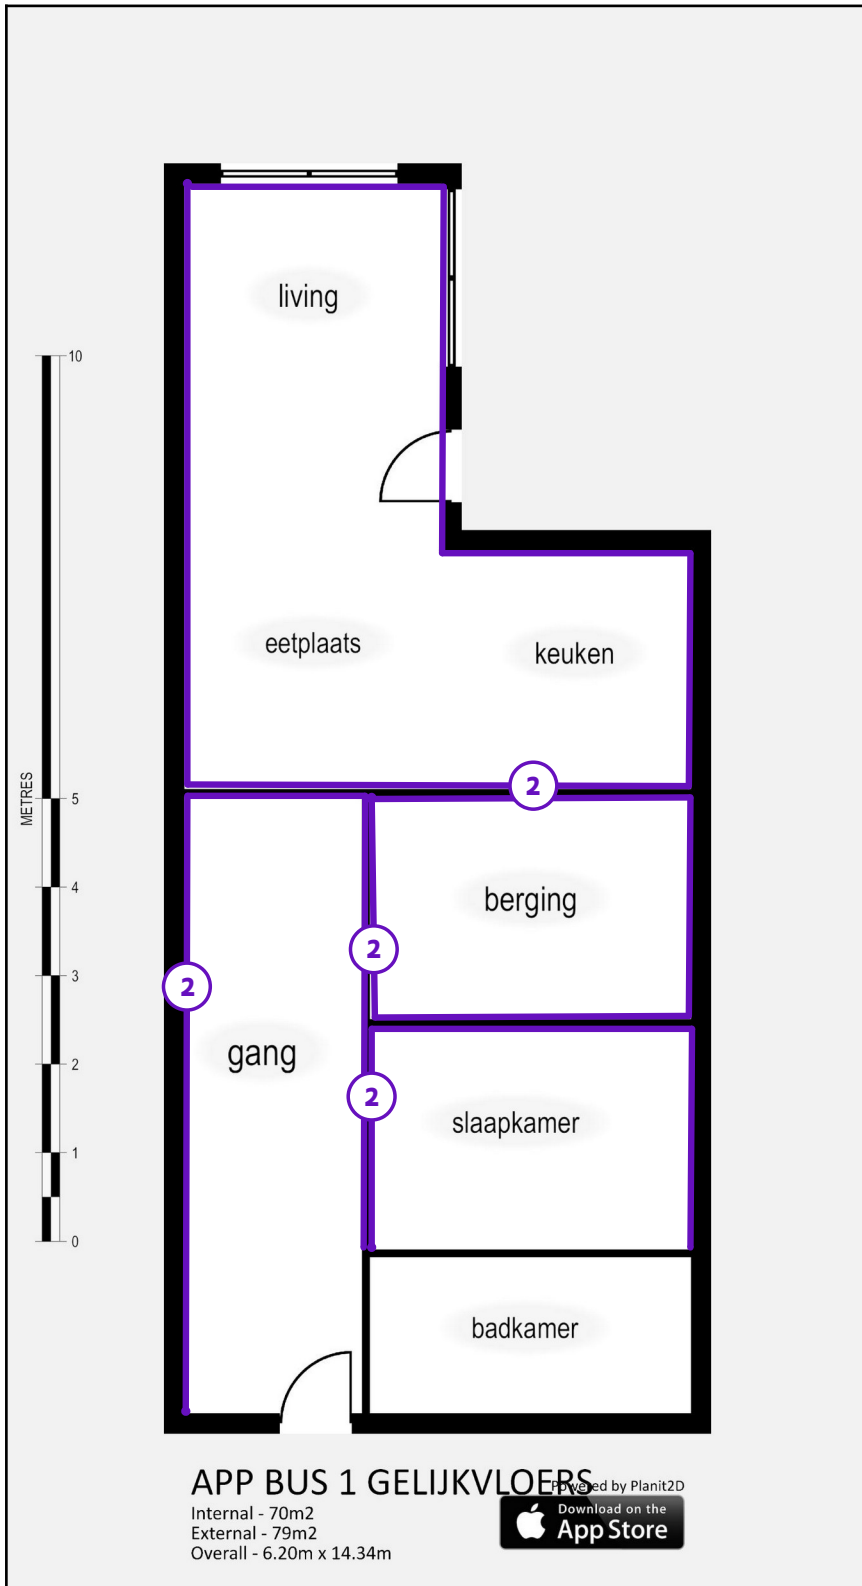 living
10
eetplaats
keuken
2
METRES
5
4
berging
2
3
2
gang
2
2
slaapkamer
1
0
badkamer
APP BUS 1 GELIJKVLOERS
Powered by Planit2D
Internal - 70m2
External - 79m2
Overall - 6.20m x 14.34m
Download on the
App Store